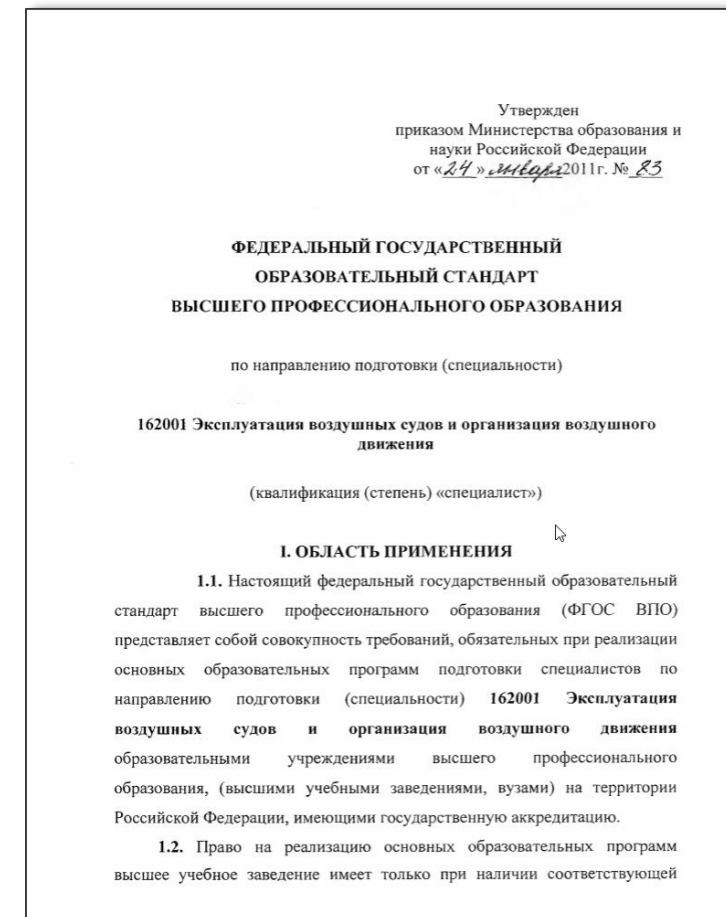 Утвержден
приказом Министерства образования и
науки Российской Федерации
от «24» января 2011г. № 83
ФЕДЕРАЛЬНЫЙ ГОСУДАРСТВЕННЫЙ
ОБРАЗОВАТЕЛЬНЫЙ СТАНДАРТ
ВЫСШЕГО ПРОФЕССИОНАЛЬНОГО ОБРАЗОВАНИЯ
по направлению подготовки (специальности)
162001 Эксплуатация воздушных судов и организация воздушного
движения
(квалификация (степень) «специалист»)
I. ОБЛАСТЬ ПРИМЕНЕНИЯ
1.1. Настоящий федеральный государственный образовательный
стандарт высшего профессионального образования (ФГОС ВПО)
представляет собой совокупность требований, обязательных при реализации
основных образовательных программ подготовки специалистов по
направлению подготовки (специальности) 162001 Эксплуатация
воздушных судов и организация воздушного движения
образовательными учреждениями высшего профессионального
образования, (высшими учебными заведениями, вузами) на территории
Российской Федерации, имеющими государственную аккредитацию.
1.2. Право на реализацию основных образовательных программ
высшее учебное заведение имеет только при наличии соответствующей